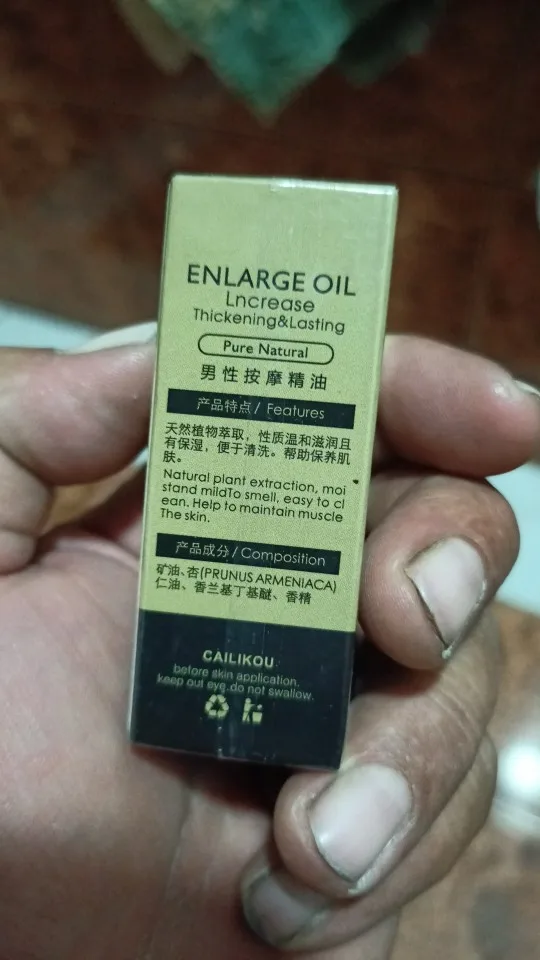 ENLARGE OIL
Lncrease
Thickening&Lasting
Pure Natural
男性按摩精油
产品特点/ Features
天然植物萃取，性质温和滋润且
有保湿，便于清洗。帮助保养肌
肤。
Natural plant extraction, moi
stand mildTo smell, easy to cl
ean. Help to maintain muscle
The skin.
产品成分/Composition
矿油、杏(PRUNUS ARMENIACA)
仁油、香兰基丁基醚、香精
CAILIKOU
before skin application.
keep out eye.do not swallow.